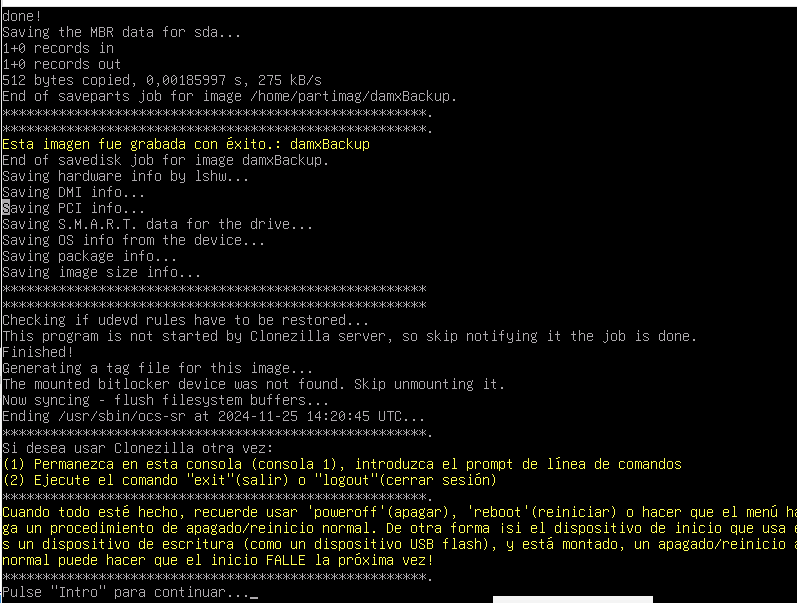 done!
Saving the MBR data for sda...
1+0 records in
1+0 records out
512 bytes copied, 0,00185997 s, 275 kB/s
End of saveparts job for image /home/partimag/damxBackup.
*****************************************************.
*****************************************************.
Esta imagen fue grabada con éxito.: damxBackup
End of savedisk job for image damxBackup.
Saving hardware info by lshw...
Saving DMI info...
Saving PCI info...
Saving S.M.A.R.T. data for the drive...
Saving OS info from the device...
Saving package info...
Saving image size info...
*****************************************************
*****************************************************
Checking if udevd rules have to be restored...
This program is not started by Clonezilla server, so skip notifying it the job is done.
Finished!
Generating a tag file for this image...
The mounted bitlocker device was not found. Skip unmounting it.
Now syncing - flush filesystem buffers...
Ending /usr/sbin/ocs-sr at 2024-11-25 14:20:45 UTC...
*****************************************************.
Si desea usar Clonezilla otra vez:
(1) Permanezca en esta consola (consola 1), introduzca el prompt de línea de comandos
(2) Ejecute el comando "exit"(salir) o "logout"(cerrar sesión)
*****************************************************.
Cuando todo esté hecho, recuerde usar 'poweroff'(apagar), 'reboot'(reiniciar) o hacer que el menú ha
ga un procedimiento de apagado/reinicio normal. De otra forma ¡si el dispositivo de inicio que usa e
s un dispositivo de escritura (como un dispositivo USB flash), y está montado, un apagado/reinicio a
normal puede hacer que el inicio FALLE la próxima vez!
*****************************************************.
Pulse "Intro" para continuar..._